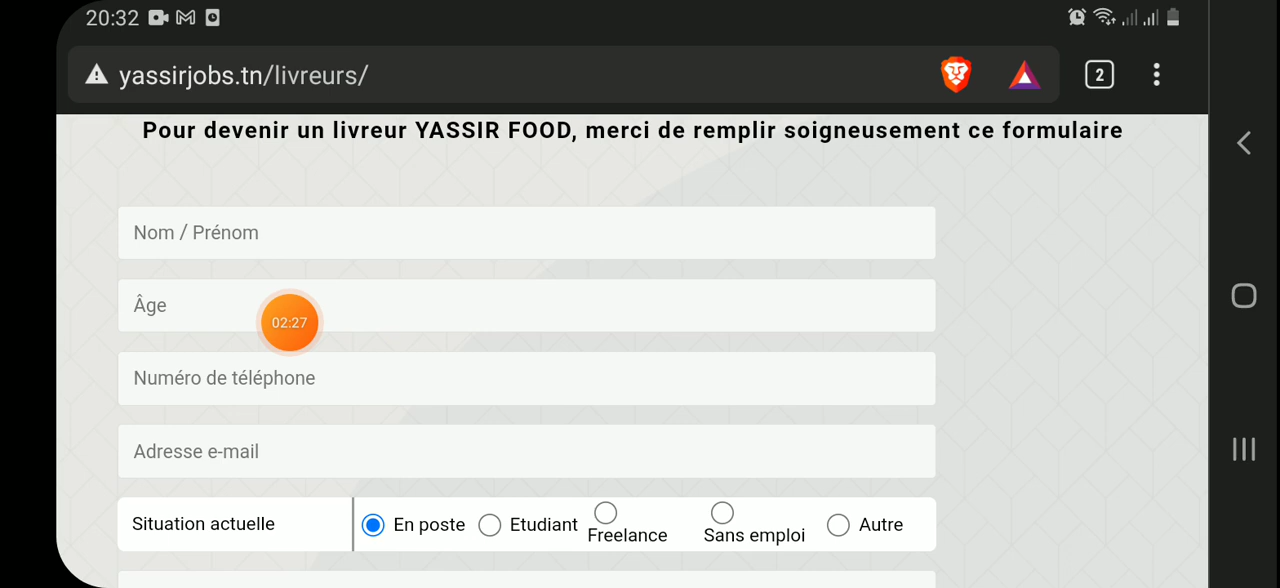 20:32
yassirjobs.tn/livreurs/
2
Pour devenir un livreur YASSIR FOOD, merci de remplir soigneusement ce formulaire
Nom / Prénom
Âge
02:27
Numéro de téléphone
Adresse e-mail
Situation actuelle
En poste
Etudiant
Freelance
Sans emploi
Autre